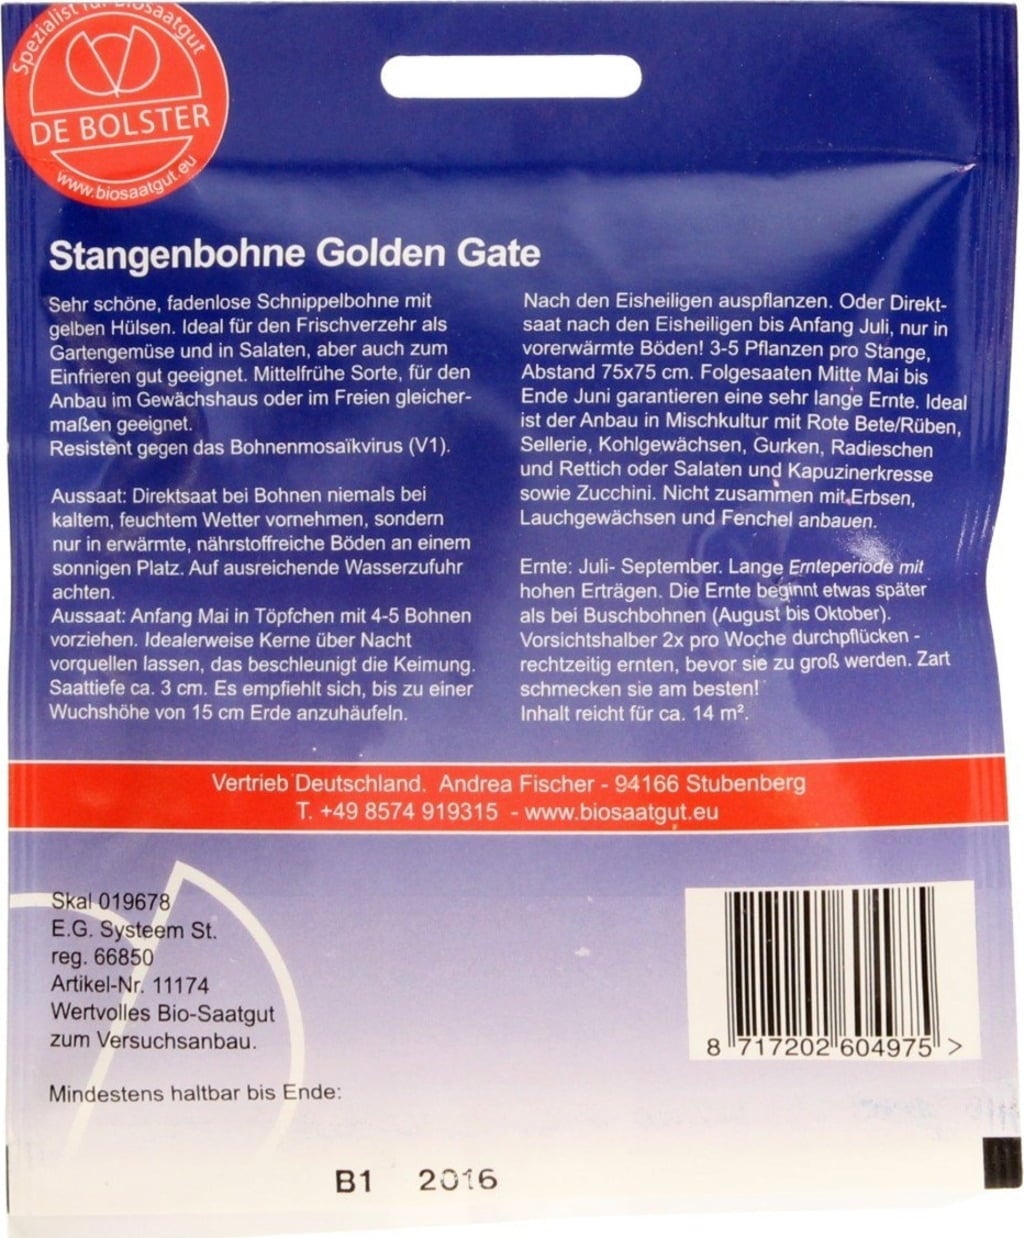 Spezialist für Biosaatgut
DE BOLSTER
www.biosaatgut.eu
Stangenbohne Golden Gate
Sehr schöne, fadenlose Schnippelbohne mit
gelben Hülsen. Ideal für den Frischverzehr als
Gartengemüse und in Salaten, aber auch zum
Einfrieren gut geeignet. Mittelfrühe Sorte, für den
Anbau im Gewächshaus oder im Freien gleicher-
maßen geeignet.
Resistent gegen das Bohnenmosaïkvirus (V1).
Aussaat: Direktsaat bei Bohnen niemals bei
kaltem, feuchtem Wetter vornehmen, sondern
nur in erwärmte, nährstoffreiche Böden an einem
sonnigen Platz. Auf ausreichende Wasserzufuhr
achten.
Aussaat: Anfang Mai in Töpfchen mit 4-5 Bohnen
vorziehen. Idealerweise Kerne über Nacht
vorquellen lassen, das beschleunigt die Keimung.
Saattiefe ca. 3 cm. Es empfiehlt sich, bis zu einer
Wuchshöhe von 15 cm Erde anzuhäufeln.
Nach den Eisheiligen auspflanzen. Oder Direkt-
saat nach den Eisheiligen bis Anfang Juli, nur in
vorerwärmte Böden! 3-5 Pflanzen pro Stange,
Abstand 75x75 cm. Folgesaaten Mitte Mai bis
Ende Juni garantieren eine sehr lange Ernte. Ideal
ist der Anbau in Mischkultur mit Rote Bete/Rüben,
Sellerie, Kohlgewächsen, Gurken, Radieschen
und Rettich oder Salaten und Kapuzinerkresse
sowie Zucchini. Nicht zusammen mit Erbsen,
Lauchgewächsen und Fenchel anbauen.
Ernte: Juli- September. Lange Ernteperiode mit
hohen Erträgen. Die Ernte beginnt etwas später
als bei Buschbohnen (August bis Oktober).
Vorsichtshalber 2x pro Woche durchpflücken -
rechtzeitig ernten, bevor sie zu groß werden. Zart
schmecken sie am besten!
Inhalt reicht für ca. 14 m².
Vertrieb Deutschland. Andrea Fischer - 94166 Stubenberg
T. +49 8574 919315 - www.biosaatgut.eu
Skal 019678
E.G. Systeem St.
reg. 66850
Artikel-Nr. 11174
Wertvolles Bio-Saatgut
zum Versuchsanbau.
Mindestens haltbar bis Ende:
8 717202 604975 >
B1 2016